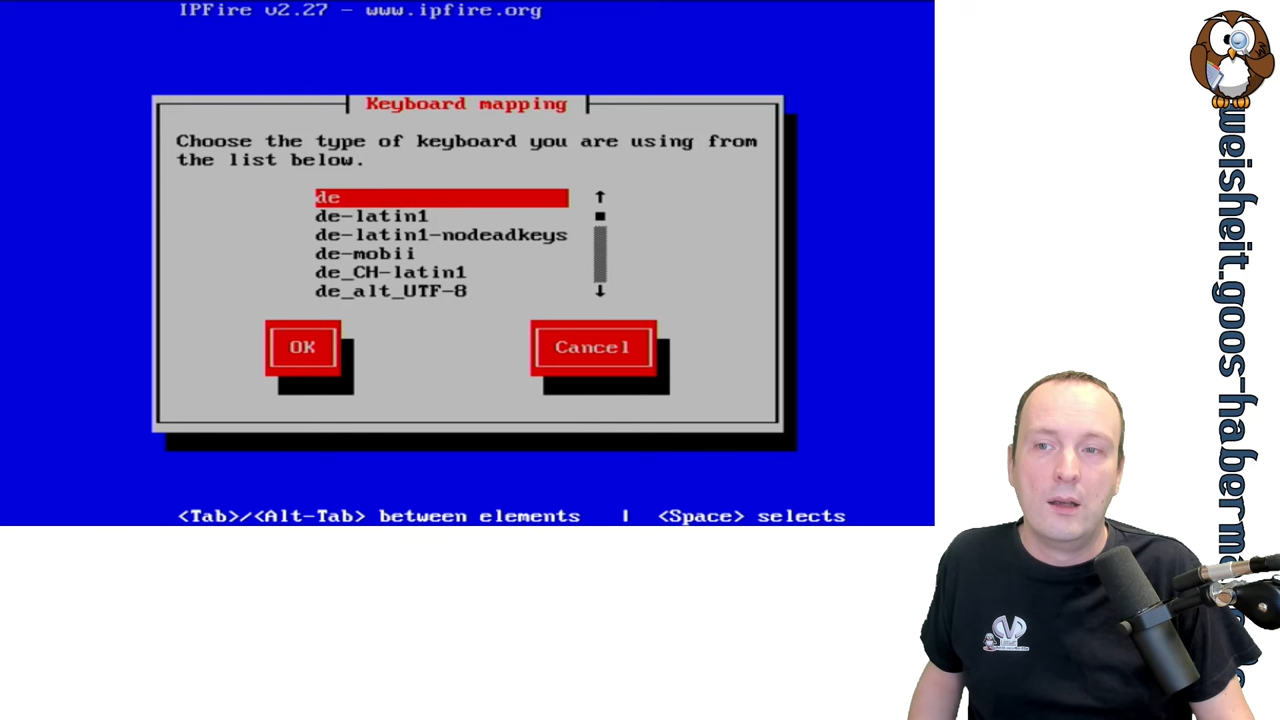 IPFire v2.27 - www.ipfire.org
Keyboard mapping
Choose the type of keyboard you are using from
the list below.
de
de-latin1
de-latin1-nodeadkeys
de-mobii
de_CH-latin1
de_alt_UTF-8
OK
Cancel
<Tab>/<Alt-Tab> between elements | <Space> selects
weisheit.goos-haberm